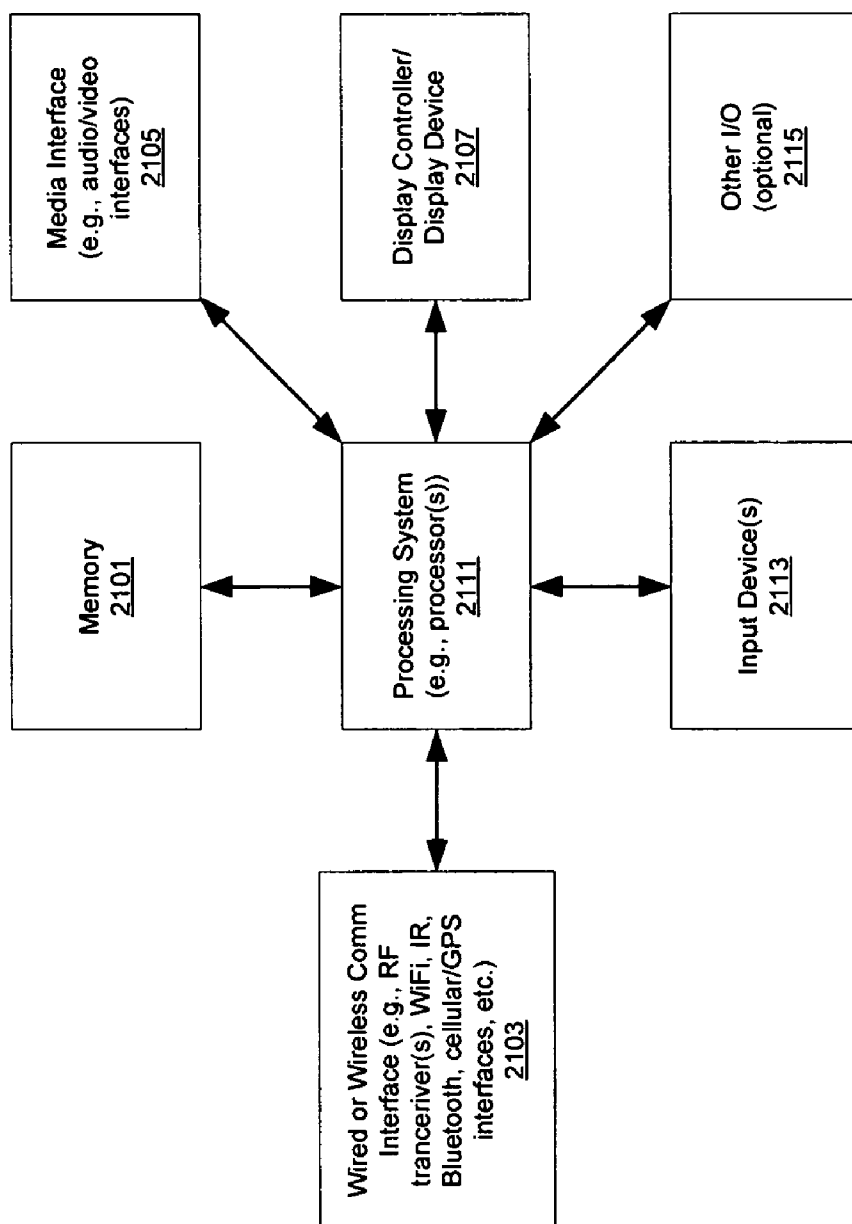 Memory
2101
Media Interface
(e.g., audio/video
interfaces)
2105
Wired or Wireless Comm
Interface (e.g., RF
tranceriver(s), WiFi, IR,
Bluetooth, cellular/GPS
interfaces, etc.)
2103
Processing System
(e.g., processor(s))
2111
Display Controller/
Display Device
2107
Input Device(s)
2113
Other I/O
(optional)
2115